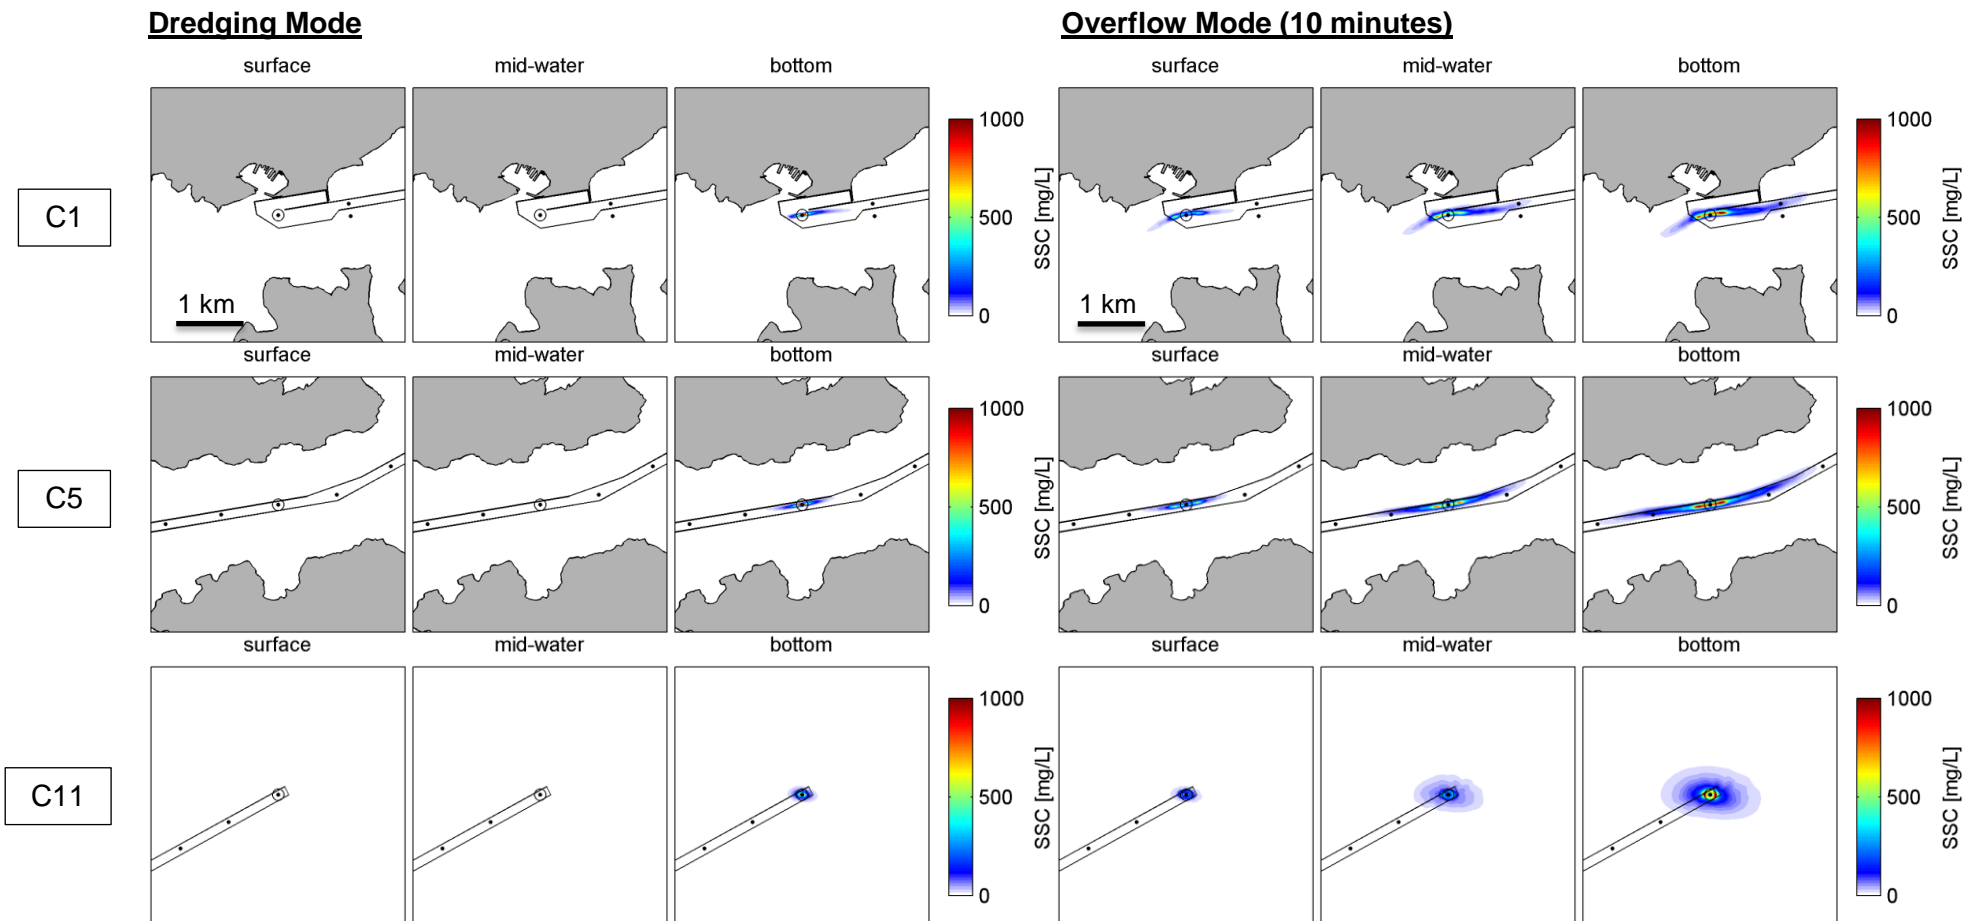 Dredging Mode
Overflow Mode (10 minutes)
surface
mid-water
bottom
surface
mid-water
bottom
C1
1 km
1000
500
0
SSC [mg/L]
1 km
1000
500
0
SSC [mg/L]
surface
mid-water
bottom
surface
mid-water
bottom
C5
1000
500
0
SSC [mg/L]
1000
500
0
SSC [mg/L]
surface
mid-water
bottom
surface
mid-water
bottom
C11
1000
500
0
SSC [mg/L]
1000
500
0
SSC [mg/L]